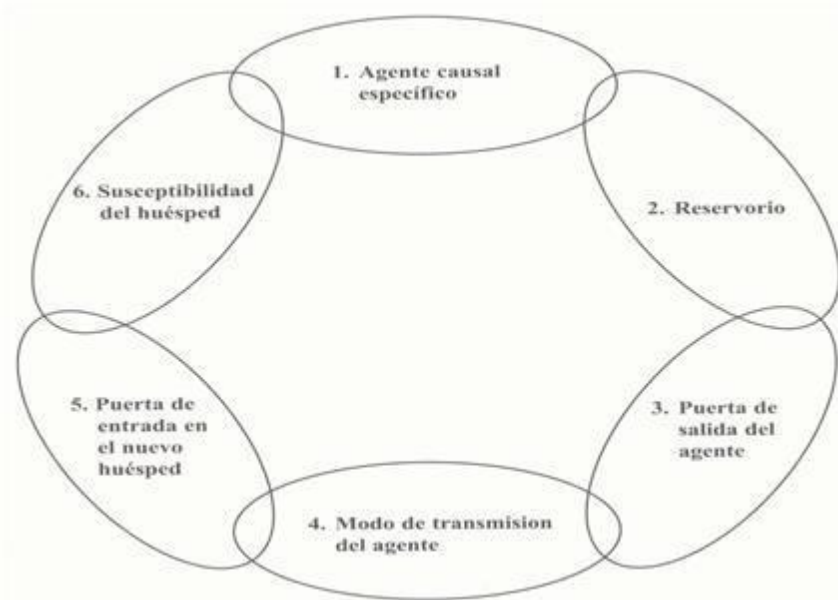 1. Agente causal
específico
2. Reservorio
3. Puerta de
salida del
agente
4. Modo de transmision
del agente
5. Puerta de
entrada en
el nuevo
huésped
6. Susceptibilidad
del huésped